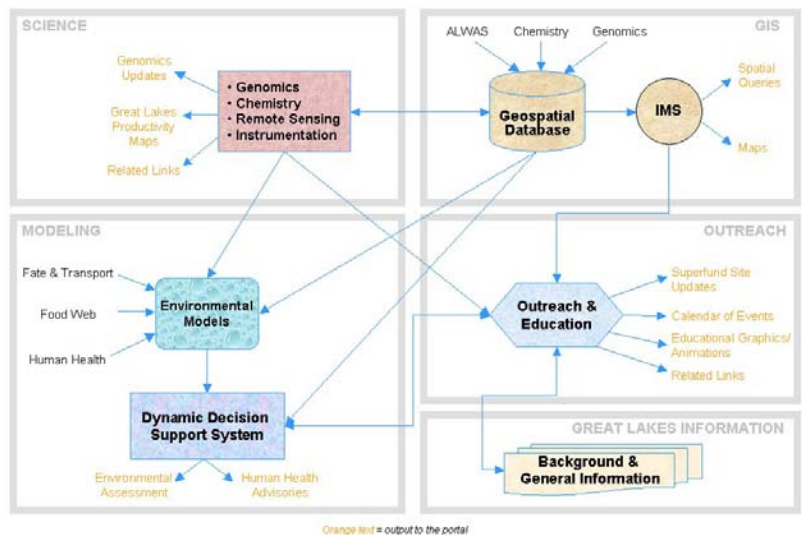 SCIENCE
Genomics
Updates
Great Lakes
Productivity
Maps
Related Links
• Genomics
• Chemistry
• Remote Sensing
• Instrumentation
GIS
ALWAS
Chemistry
Genomics
Geospatial
Database
IMS
Spatial
Queries
Maps
MODELING
Fate & Transport
Food Web
Human Health
Environmental
Models
Dynamic Decision
Support System
Environmental
Assessment
Human Health
Advisories
OUTREACH
Outreach &
Education
Superfund Site
Updates
Calendar of Events
Educational Graphics/
Animations
Related Links
GREAT LAKES INFORMATION
Background &
General Information
Orange text = output to the portal